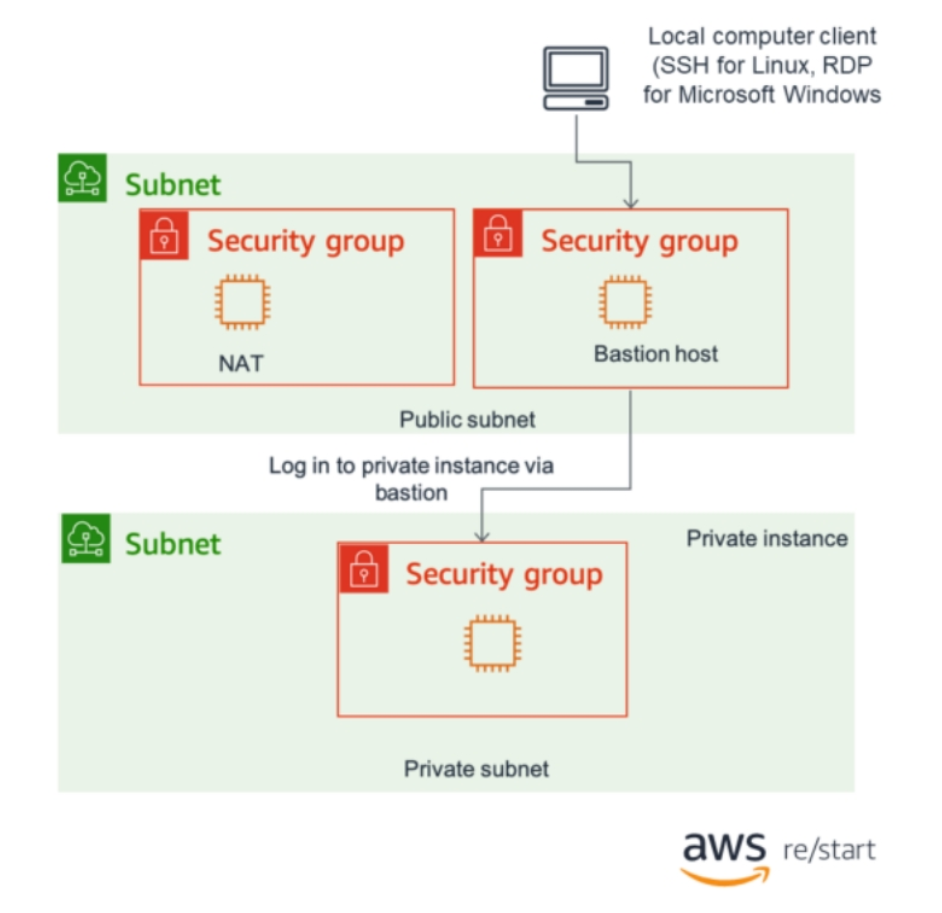 Local computer client
(SSH for Linux, RDP
for Microsoft Windows
Subnet
Security group
Security group
NAT
Bastion host
Public subnet
Log in to private instance via
bastion
Subnet
Private instance
Security group
Private subnet
aws re/start